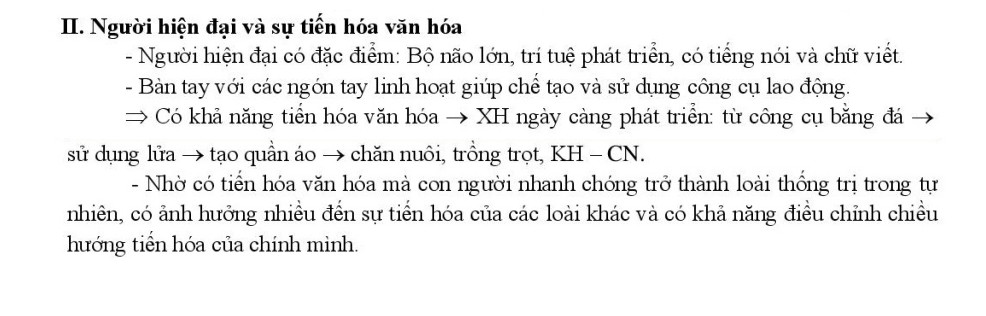 II. Người hiện đại và sự tiến hóa văn hóa
- Người hiện đại có đặc điểm: Bộ não lớn, trí tuệ phát triển, có tiếng nói và chữ viết.
- Bàn tay với các ngón tay linh hoạt giúp chế tạo và sử dụng công cụ lao động.
⇒ Có khả năng tiến hóa văn hóa → XH ngày càng phát triển: từ công cụ bằng đá →
sử dụng lửa → tạo quần áo → chăn nuôi, trồng trọt, KH – CN.
- Nhờ có tiến hóa văn hóa mà con người nhanh chóng trở thành loài thống trị trong tự
nhiên, có ảnh hưởng nhiều đến sự tiến hóa của các loài khác và có khả năng điều chỉnh chiều
hướng tiến hóa của chính mình.